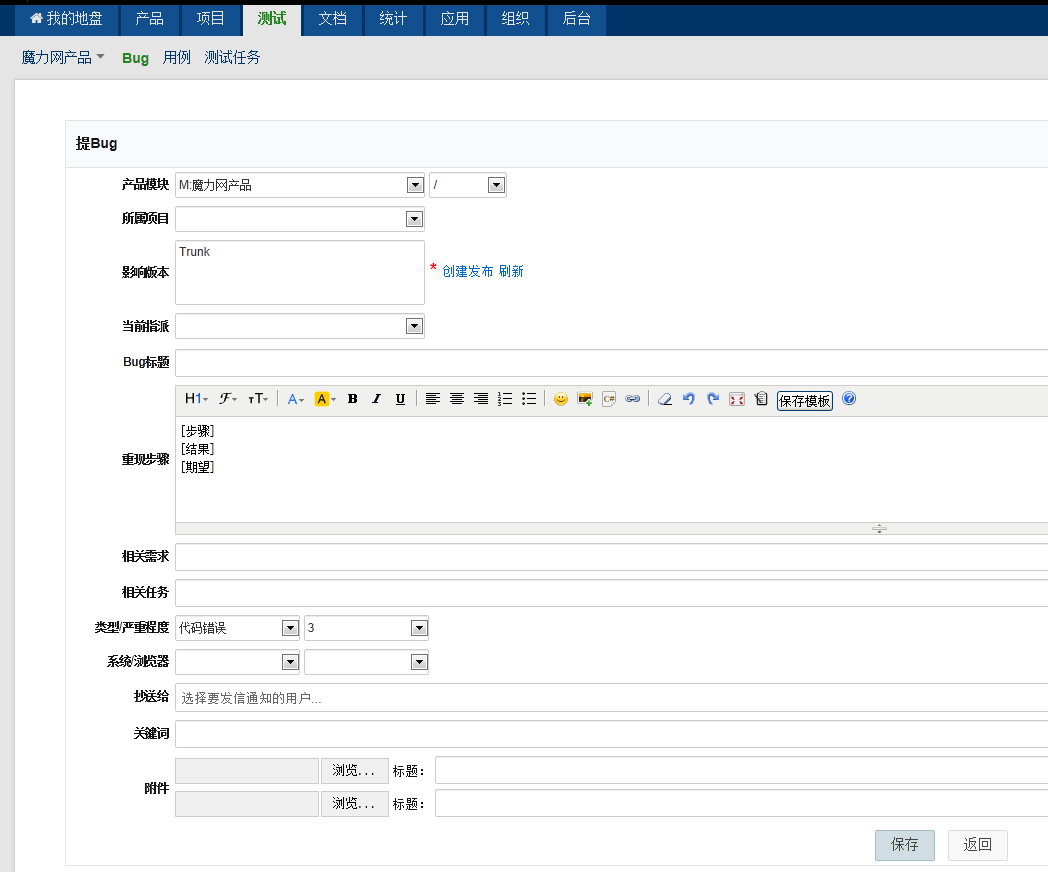 我的地盘 产品 项目 测试 文档 统计 应用 组织 后台
魔力网产品 Bug 用例 测试任务
提Bug
产品模块 M:魔力网产品 /
所属项目
影响版本 Trunk * 创建发布 刷新
当前指派
Bug标题
H1 F TT A A B I U C# 保存模板 ?
重现步骤
[步骤]
[结果]
[期望]
相关需求
相关任务
类型/严重程度 代码错误 3
系统/浏览器
抄送给 选择要发信通知的用户...
关键词
附件
浏览... 标题：
浏览... 标题：
保存 返回